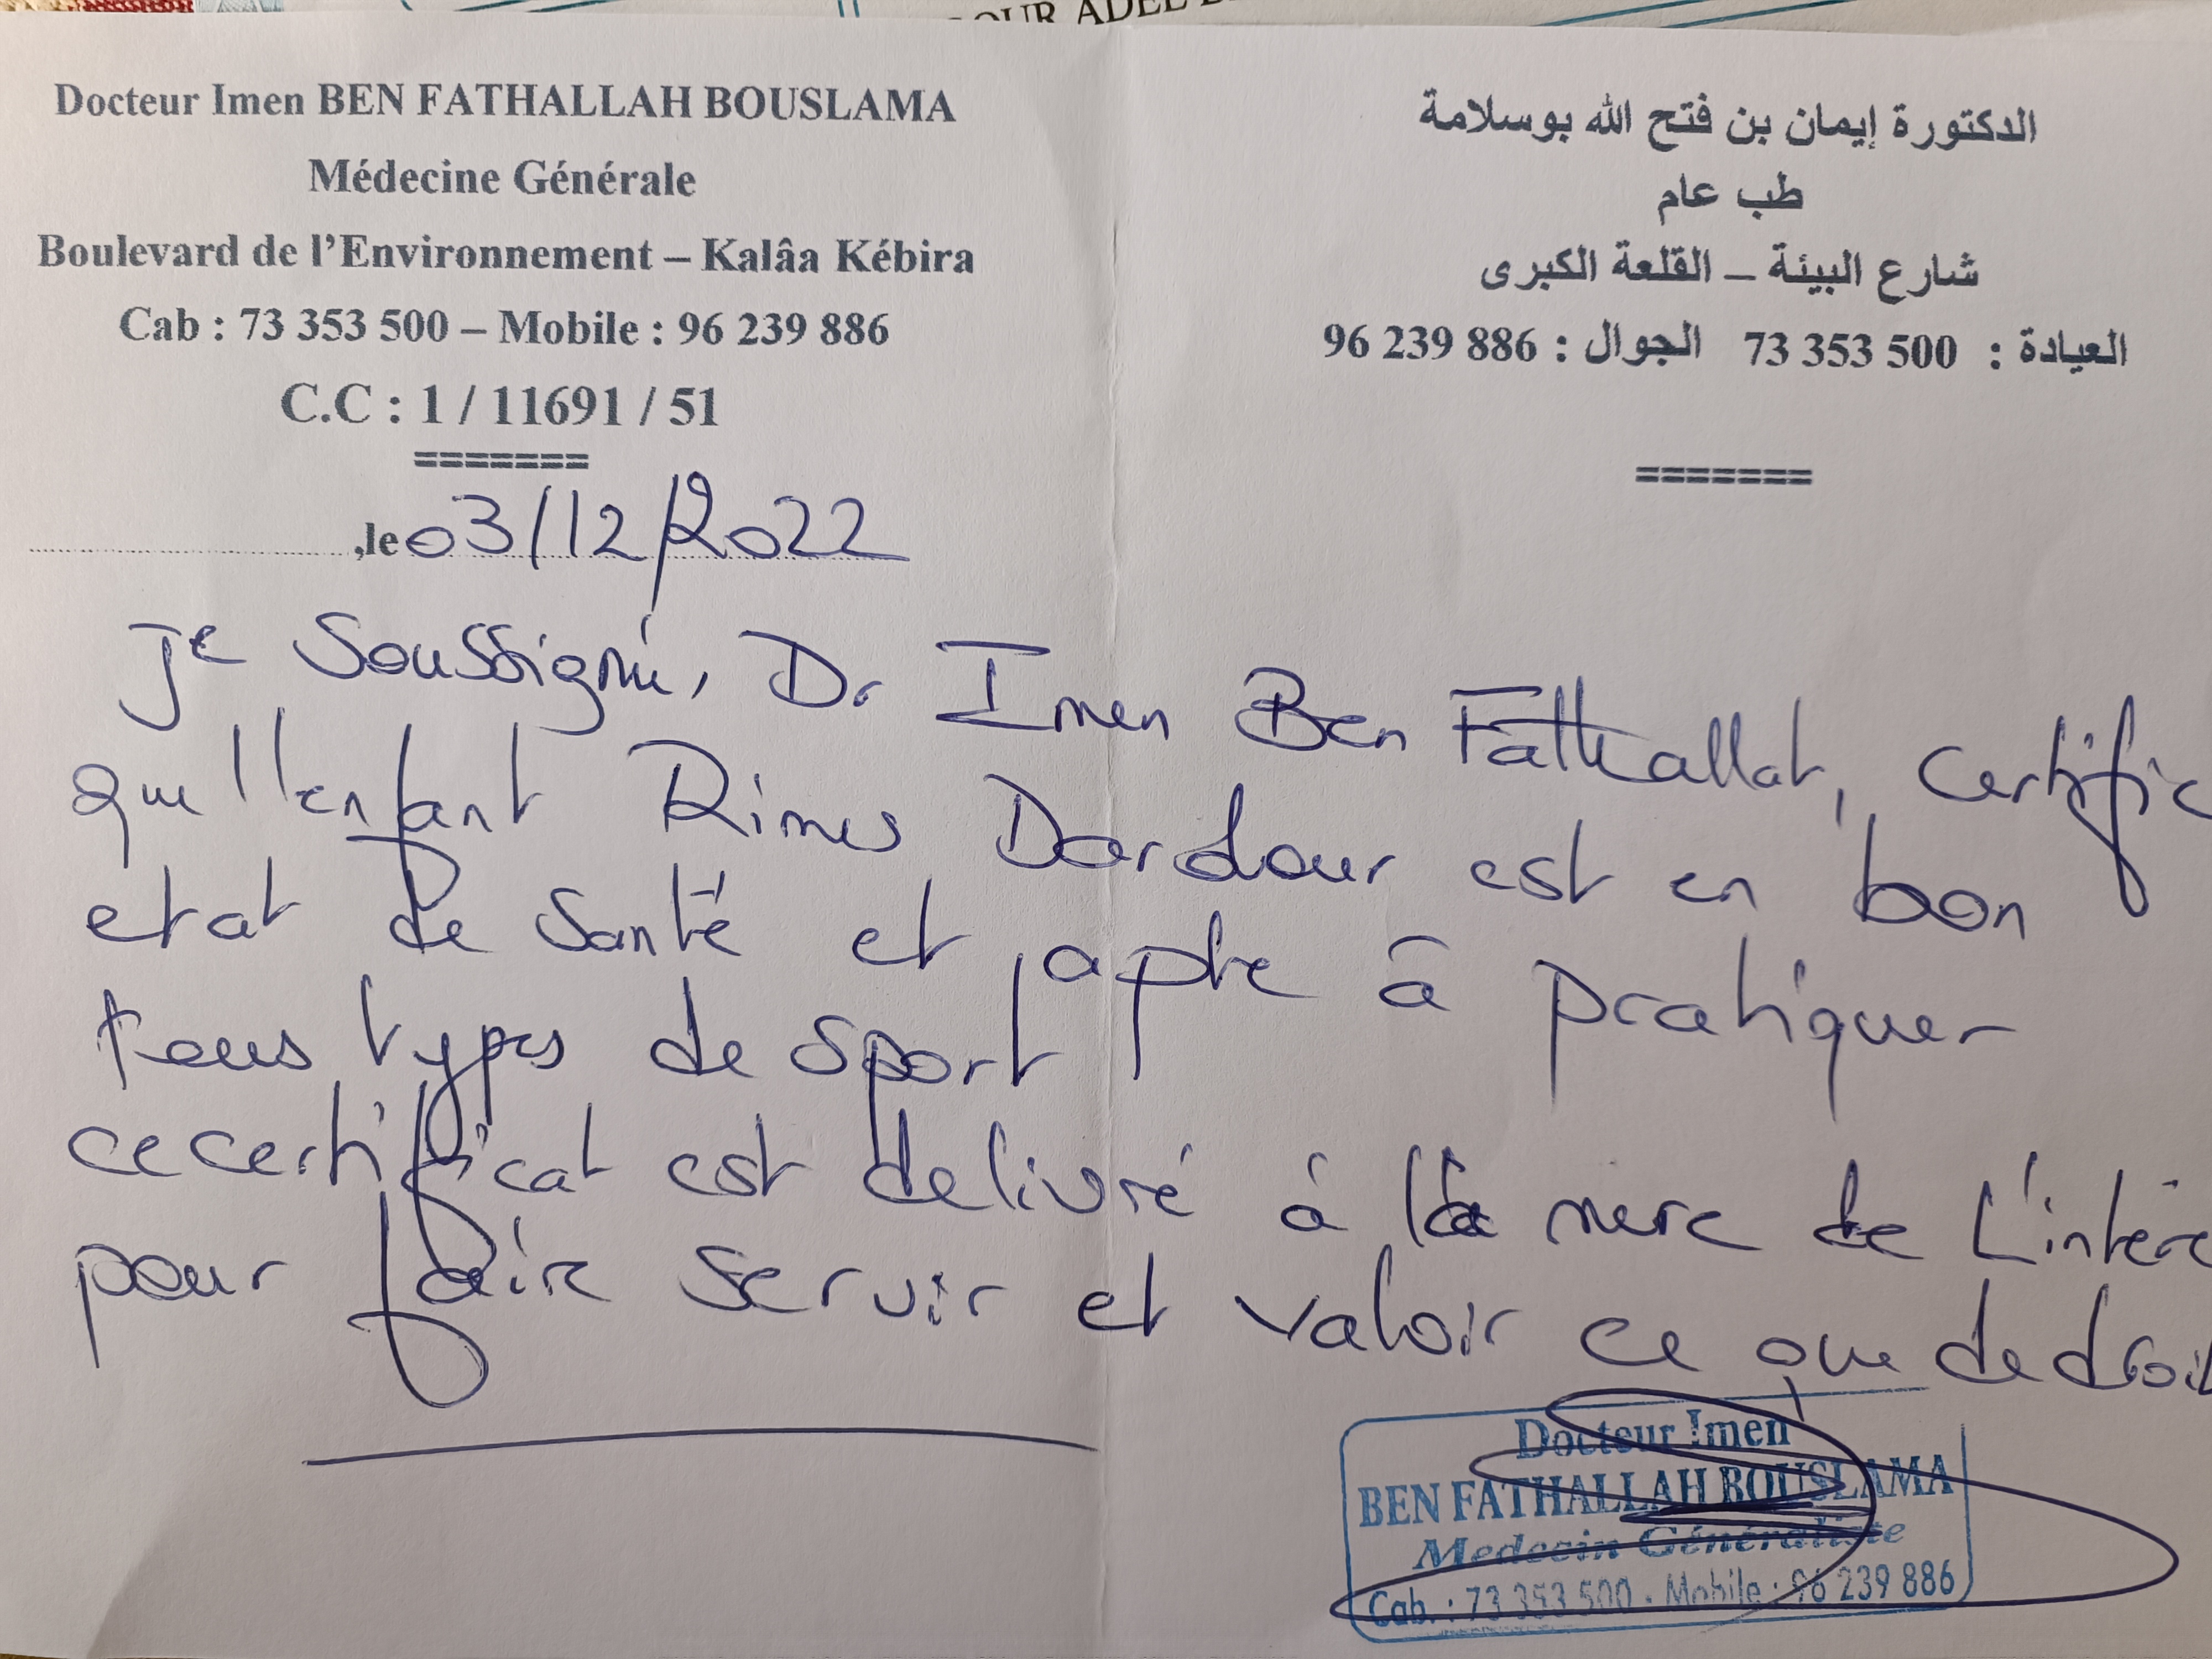 OUR ADEL
Docteur Imen BEN FATHALLAH BOUSLAMA
Médecine Générale
Boulevard de l'Environnement – Kalâa Kébira
Cab : 73 353 500 – Mobile : 96 239 886
C.C : 1 / 11691 / 51
=======
الدكتورة إيمان بن فتح الله بوسلامة
طب عام
شارع البيئة – القلعة الكبرى
العيادة : 73 353 500 الجوال : 96 239 886
=======
,le 03/12/2022
Je Soussigné, Dr Imen Ben Fathallah, certifie
que l'enfant Rimes Dardour est en bon
etat de Santé et apte à pratiquer
tous types de sport
ce certificat est delivré à la mere de L'intére
pour faire servir et valoir ce que de droit
Docteur Imen
BEN FATHALLAH BOUSLAMA
Medecin Généraliste
Cab. : 73 353 500 - Mobile : 96 239 886